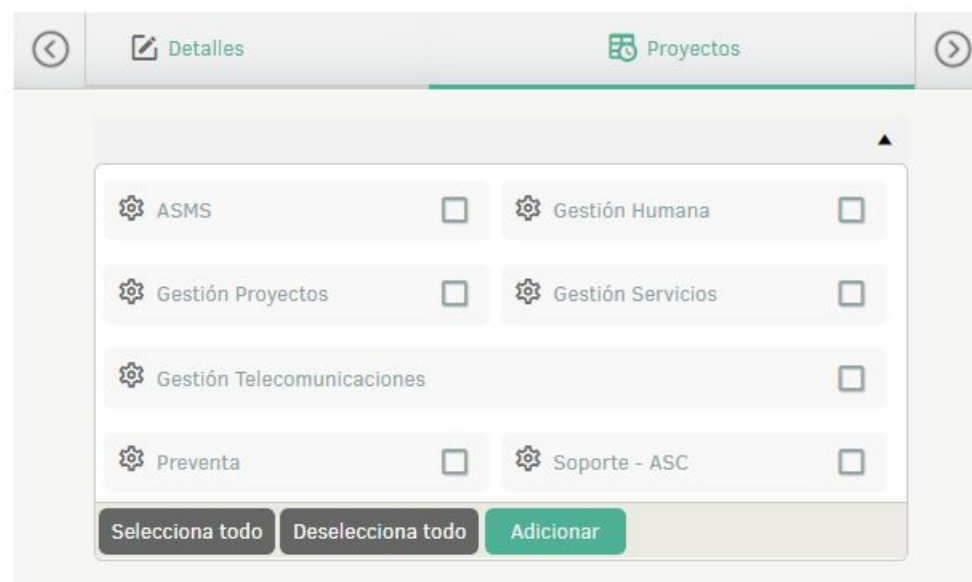 Detalles Proyectos
ASMS Gestión Humana
Gestión Proyectos Gestión Servicios
Gestión Telecomunicaciones
Preventa Soporte - ASC
Selecciona todo Deselecciona todo Adicionar